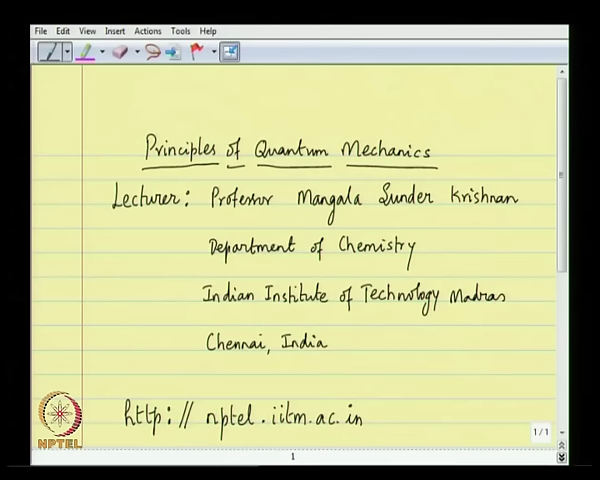 File Edit View Insert Actions Tools Help
Principles of Quantum Mechanics
Lecturer: Professor Mangala Sunder Krishnan
Department of Chemistry
Indian Institute of Technology Madras
Chennai, India
http:// nptel.iitm.ac.in
NPTEL
1/1
1